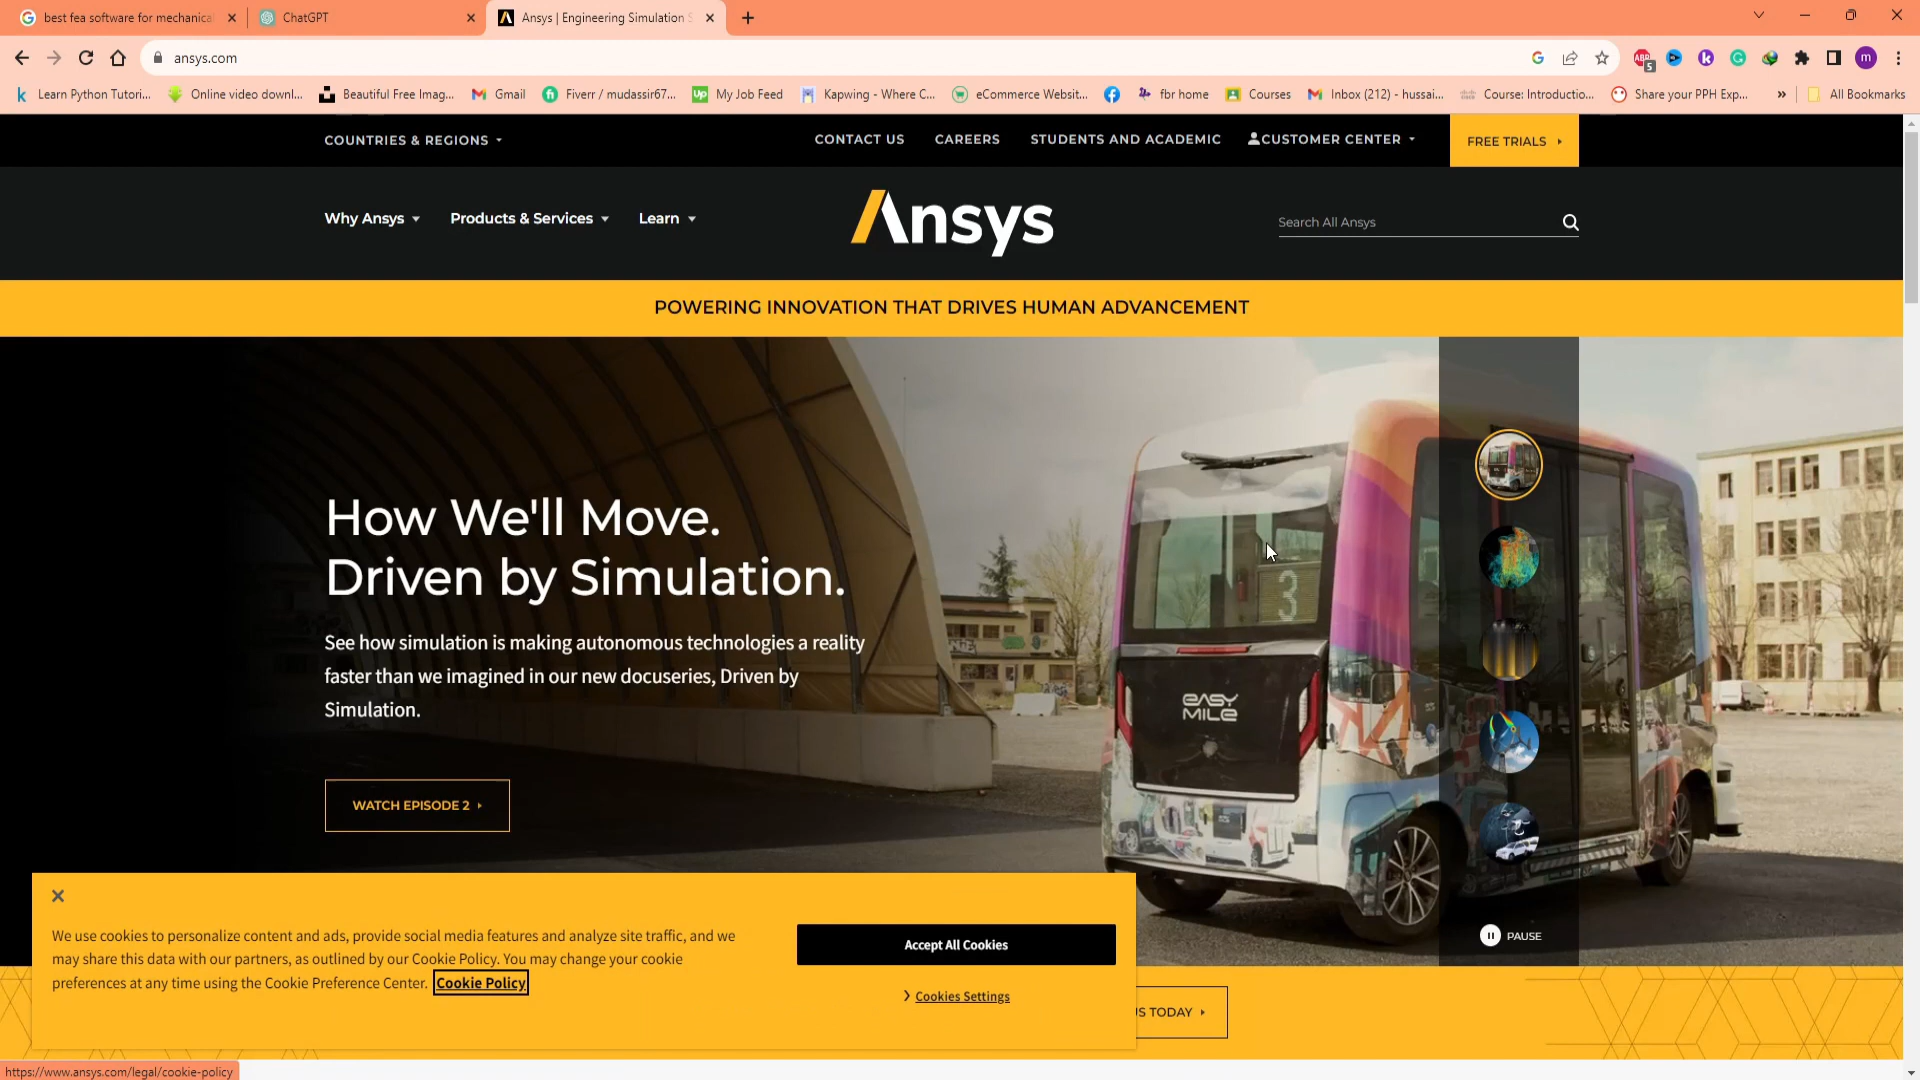 best fea software for mechanica
ChatGPT
Ansys | Engineering Simulation S
ansys.com
5
m
Learn Python Tutori...
Online video downl...
Beautiful Free Imag...
Gmail
Fiverr / mudassir67...
My Job Feed
Kapwing - Where C...
eCommerce Websit...
fbr home
Courses
Inbox (212) - hussai...
Course: Introductio...
Share your PPH Exp...
»
All Bookmarks
COUNTRIES & REGIONS
CONTACT US
CAREERS
STUDENTS AND ACADEMIC
CUSTOMER CENTER
FREE TRIALS
Why Ansys
Products & Services
Learn
Ansys
Search All Ansys
POWERING INNOVATION THAT DRIVES HUMAN ADVANCEMENT
How We'll Move.
Driven by Simulation.
See how simulation is making autonomous technologies a reality
faster than we imagined in our new docuseries, Driven by
Simulation.
WATCH EPISODE 2
3
EASY
MILE
PAUSE
We use cookies to personalize content and ads, provide social media features and analyze site traffic, and we
may share this data with our partners, as outlined by our Cookie Policy. You may change your cookie
preferences at any time using the Cookie Preference Center. Cookie Policy
Accept All Cookies
Cookies Settings
US TODAY
https://www.ansys.com/legal/cookie-policy